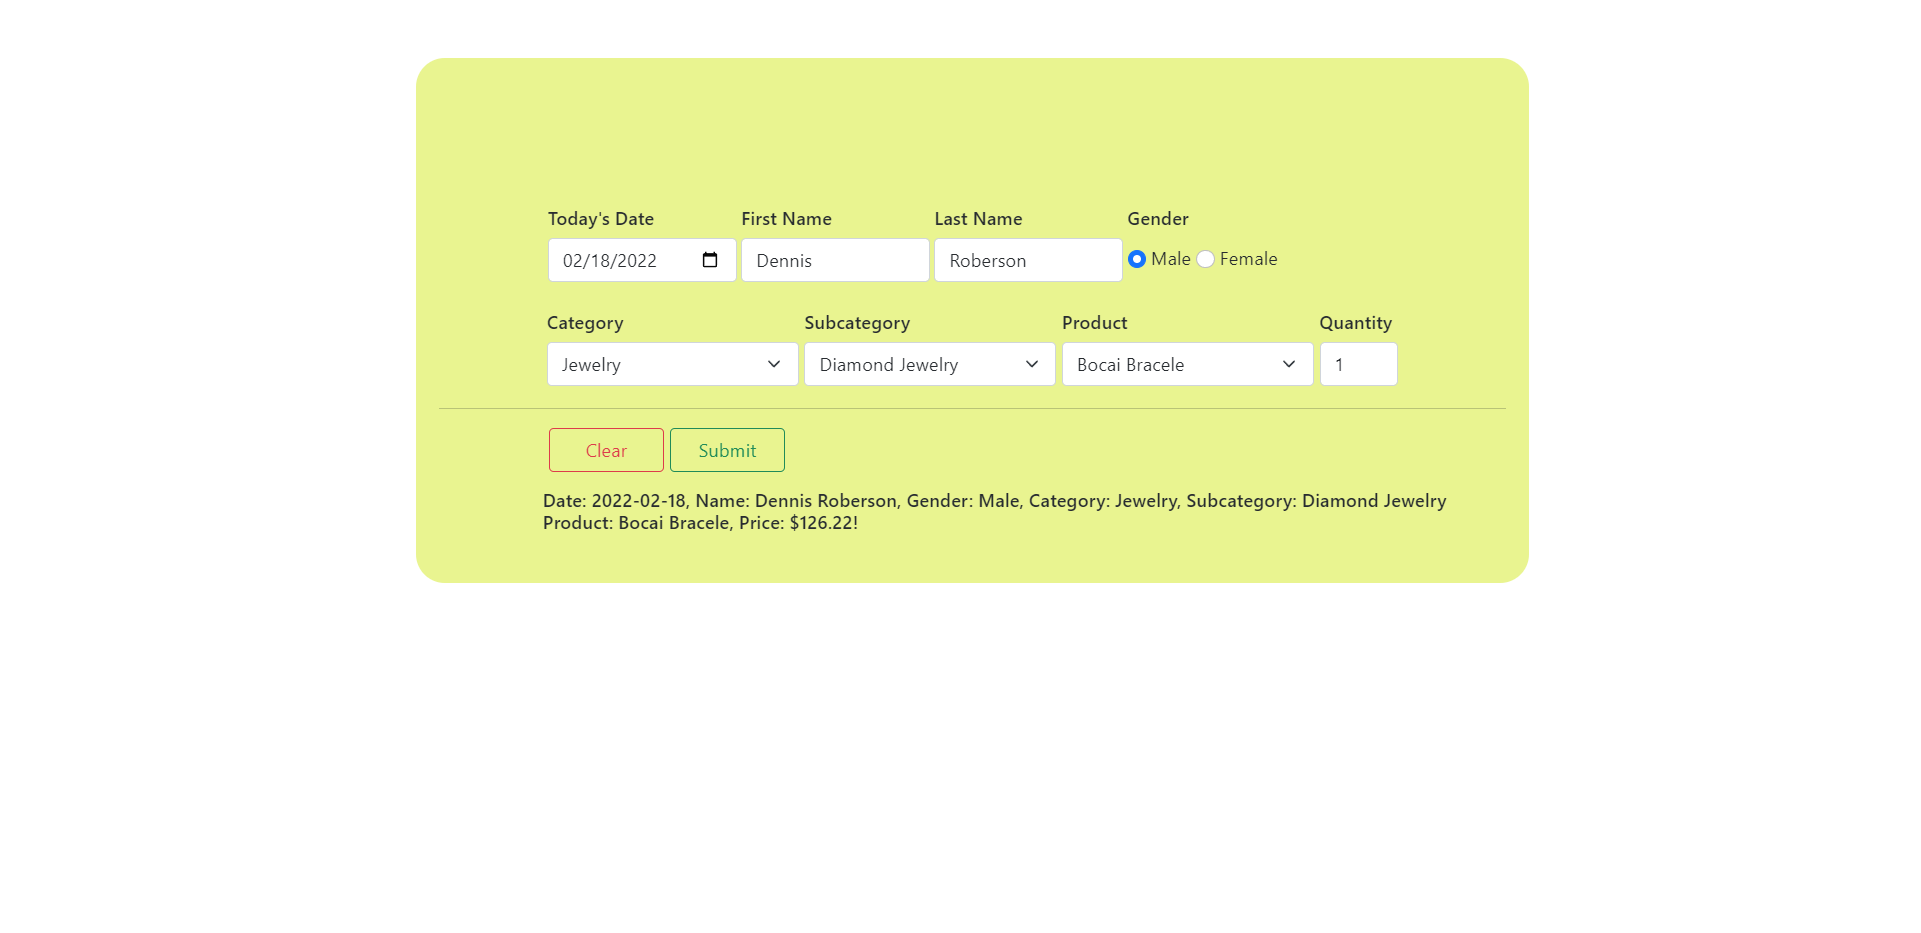 Today's Date First Name Last Name Gender
02/18/2022 Dennis Roberson Male Female
Category Subcategory Product Quantity
Jewelry Diamond Jewelry Bocai Bracele 1
Clear Submit
Date: 2022-02-18, Name: Dennis Roberson, Gender: Male, Category: Jewelry, Subcategory: Diamond Jewelry
Product: Bocai Bracele, Price: $126.22!